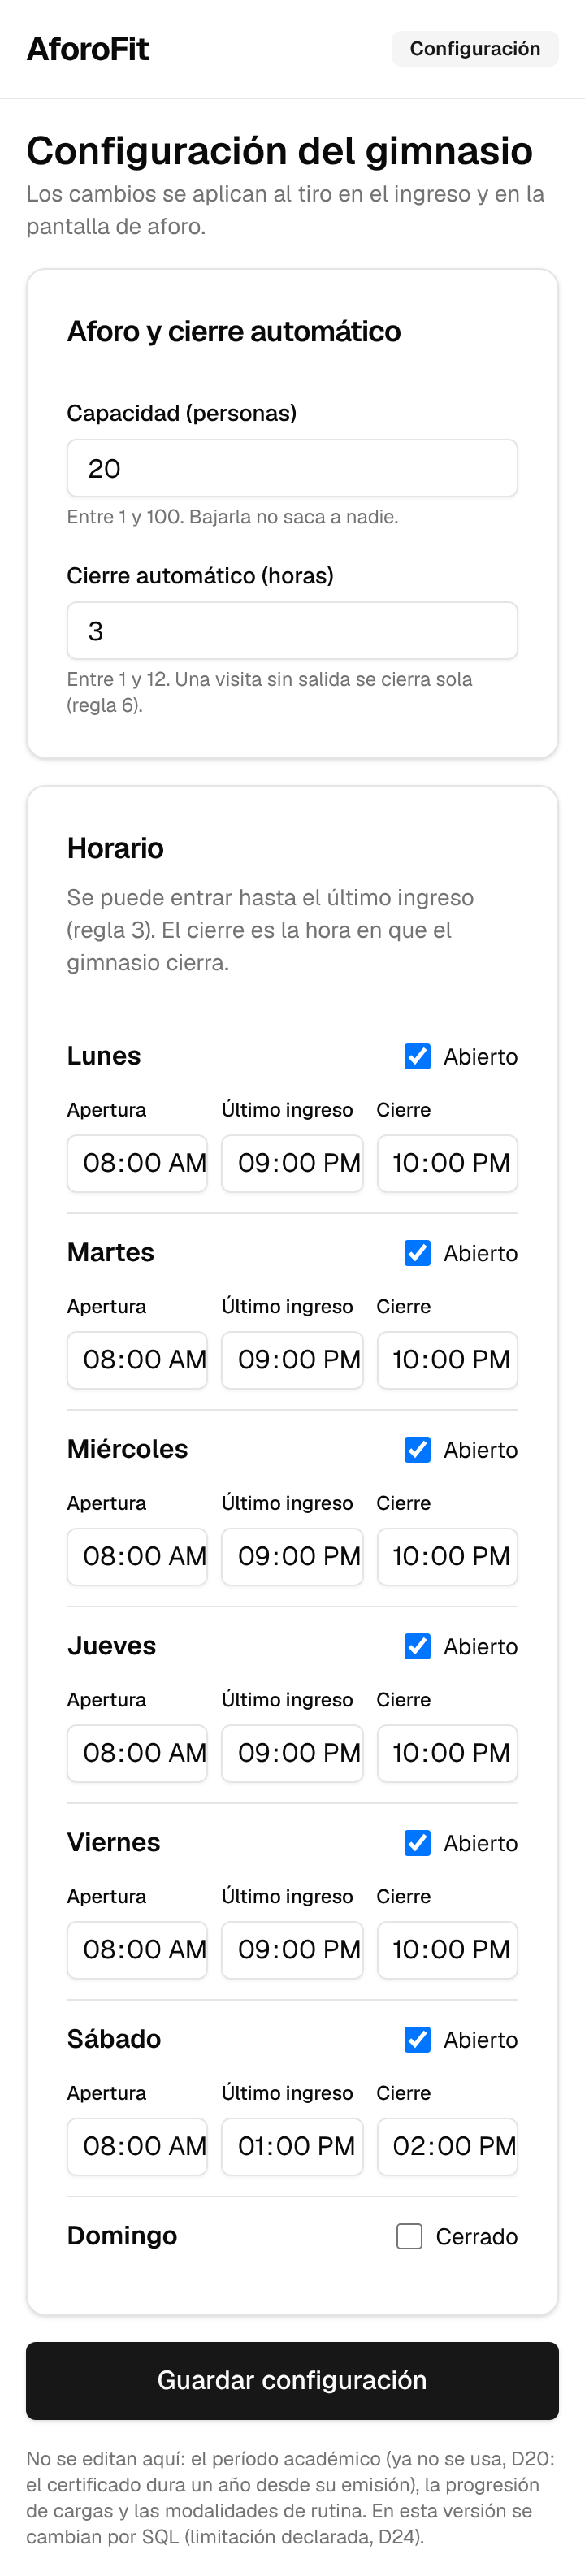 AforoFit
Configuración
Configuración del gimnasio
Los cambios se aplican al tiro en el ingreso y en la
pantalla de aforo.
Aforo y cierre automático
Capacidad (personas)
20
Entre 1 y 100. Bajarla no saca a nadie.
Cierre automático (horas)
3
Entre 1 y 12. Una visita sin salida se cierra sola
(regla 6).
Horario
Se puede entrar hasta el último ingreso
(regla 3). El cierre es la hora en que el
gimnasio cierra.
Lunes Abierto
Apertura Último ingreso Cierre
08:00 AM 09:00 PM 10:00 PM
Martes Abierto
Apertura Último ingreso Cierre
08:00 AM 09:00 PM 10:00 PM
Miércoles Abierto
Apertura Último ingreso Cierre
08:00 AM 09:00 PM 10:00 PM
Jueves Abierto
Apertura Último ingreso Cierre
08:00 AM 09:00 PM 10:00 PM
Viernes Abierto
Apertura Último ingreso Cierre
08:00 AM 09:00 PM 10:00 PM
Sábado Abierto
Apertura Último ingreso Cierre
08:00 AM 01:00 PM 02:00 PM
Domingo Cerrado
Guardar configuración
No se editan aquí: el período académico (ya no se usa, D20:
el certificado dura un año desde su emisión), la progresión
de cargas y las modalidades de rutina. En esta versión se
cambian por SQL (limitación declarada, D24).